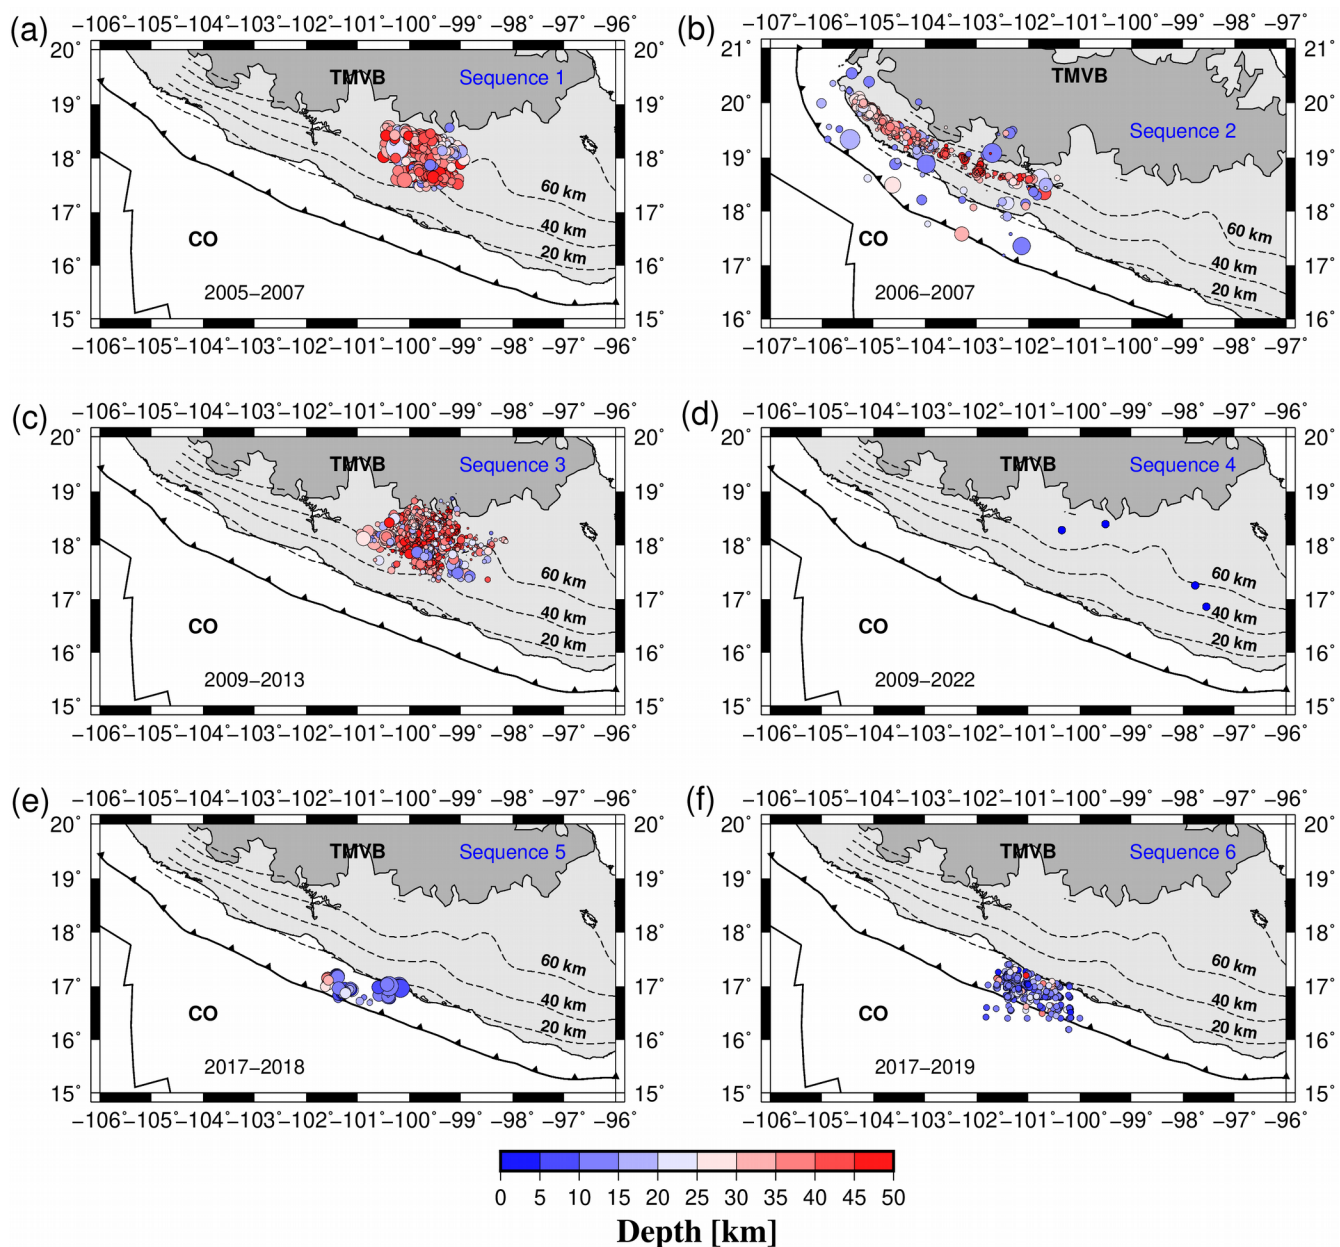 (a)
−106° −105° −104° −103° −102° −101° −100° −99° −98° −97° −96°
20° 20°
TMVB Sequence 1
19° 19°
18° 18°
60 km
17° 17°
40 km
CO 20 km
16° 16°
2005−2007
15° 15°
−106° −105° −104° −103° −102° −101° −100° −99° −98° −97° −96°
(b)
−107° −106° −105° −104° −103° −102° −101° −100° −99° −98° −97°
21° 21°
TMVB
20° 20°
Sequence 2
19° 19°
18° 18°
60 km
CO
17° 40 km 17°
20 km
2006−2007
16° 16°
−107° −106° −105° −104° −103° −102° −101° −100° −99° −98° −97°
(c)
−106° −105° −104° −103° −102° −101° −100° −99° −98° −97° −96°
20° 20°
TMVB Sequence 3
19° 19°
18° 18°
60 km
17° 17°
40 km
CO 20 km
16° 16°
2009−2013
15° 15°
−106° −105° −104° −103° −102° −101° −100° −99° −98° −97° −96°
(d)
−106° −105° −104° −103° −102° −101° −100° −99° −98° −97° −96°
20° 20°
TMVB Sequence 4
19° 19°
18° 18°
60 km
17° 17°
40 km
CO 20 km
16° 16°
2009−2022
15° 15°
−106° −105° −104° −103° −102° −101° −100° −99° −98° −97° −96°
(e)
−106° −105° −104° −103° −102° −101° −100° −99° −98° −97° −96°
20° 20°
TMVB Sequence 5
19° 19°
18° 18°
60 km
17° 17°
40 km
CO 20 km
16° 16°
2017−2018
15° 15°
−106° −105° −104° −103° −102° −101° −100° −99° −98° −97° −96°
(f)
−106° −105° −104° −103° −102° −101° −100° −99° −98° −97° −96°
20° 20°
TMVB Sequence 6
19° 19°
18° 18°
60 km
17° 17°
40 km
CO 20 km
16° 16°
2017−2019
15° 15°
−106° −105° −104° −103° −102° −101° −100° −99° −98° −97° −96°
0 5 10 15 20 25 30 35 40 45 50
Depth [km]